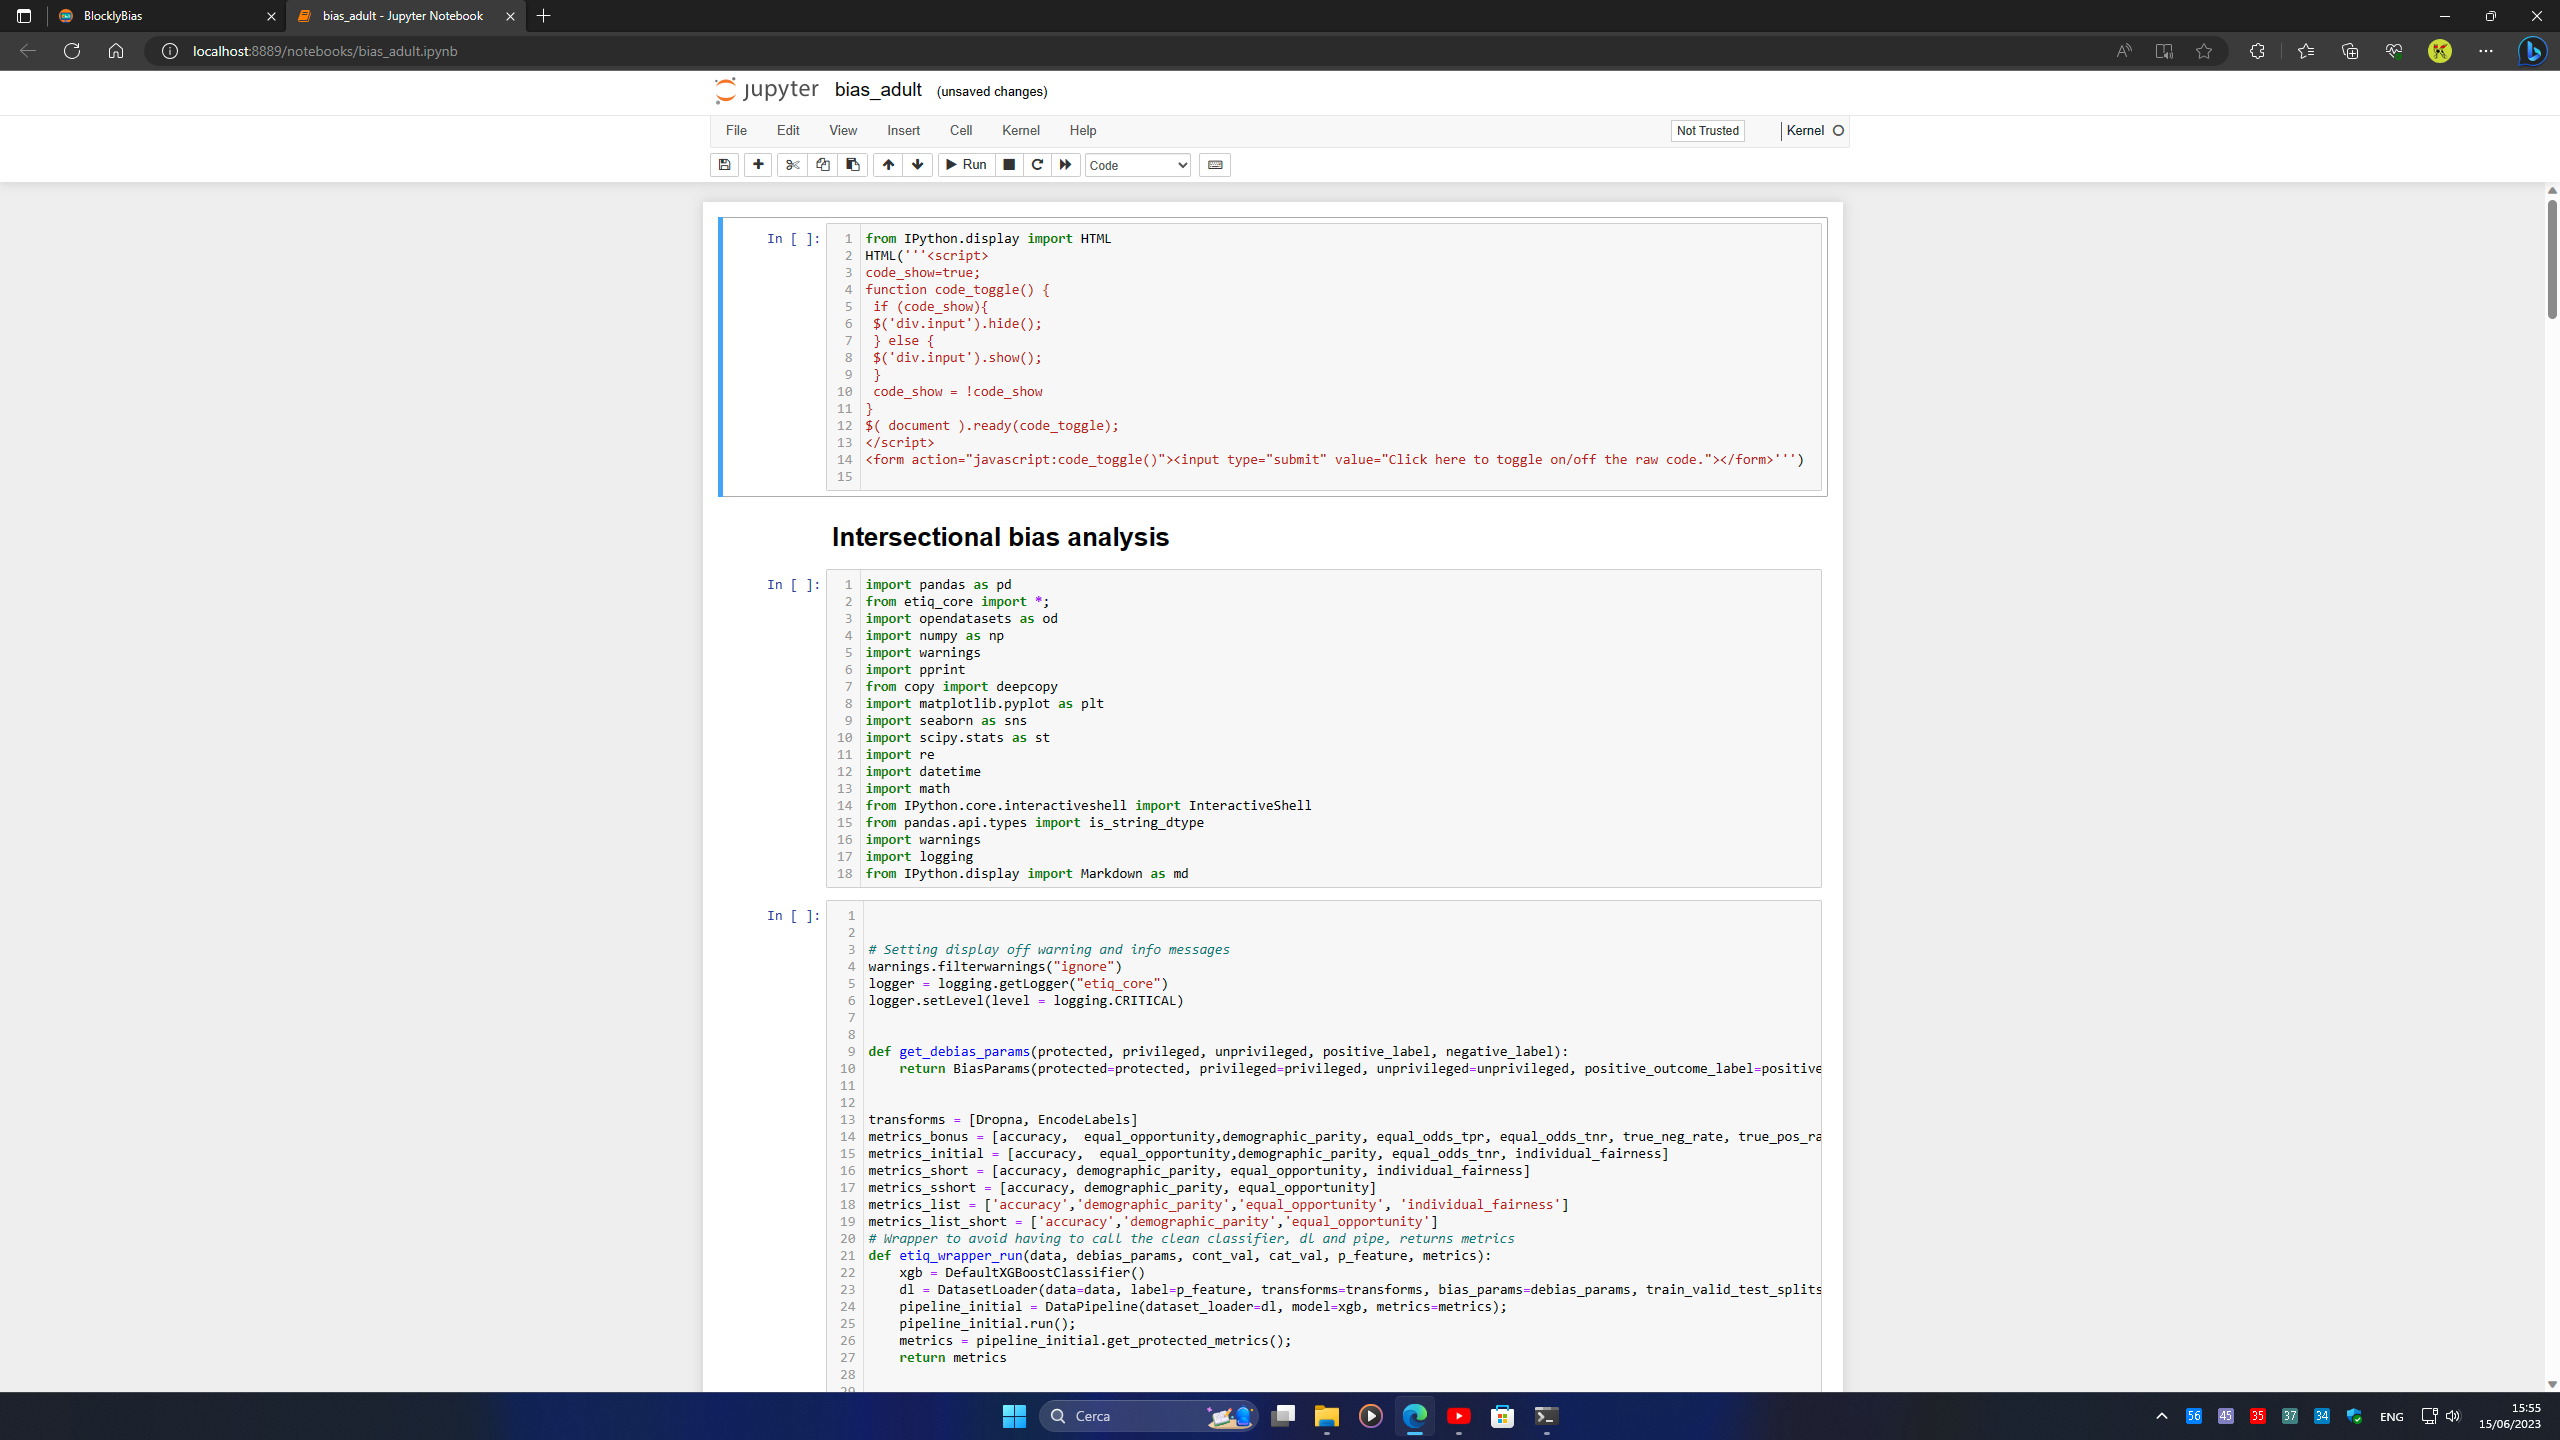 BlocklyBias
bias_adult - Jupyter Notebook
localhost:8889/notebooks/bias_adult.ipynb
jupyter bias_adult (unsaved changes)
File Edit View Insert Cell Kernel Help Not Trusted Kernel
Run Code
In [ ]:
1 from IPython.display import HTML
2 HTML('''<script>
3 code_show=true;
4 function code_toggle() {
5 if (code_show){
6 $('div.input').hide();
7 } else {
8 $('div.input').show();
9 }
10 code_show = !code_show
11 }
12 $( document ).ready(code_toggle);
13 </script>
14 <form action="javascript:code_toggle()"><input type="submit" value="Click here to toggle on/off the raw code."></form>''')
15
Intersectional bias analysis
In [ ]:
1 import pandas as pd
2 from etiq_core import *;
3 import opendatasets as od
4 import numpy as np
5 import warnings
6 import pprint
7 from copy import deepcopy
8 import matplotlib.pyplot as plt
9 import seaborn as sns
10 import scipy.stats as st
11 import re
12 import datetime
13 import math
14 from IPython.core.interactiveshell import InteractiveShell
15 from pandas.api.types import is_string_dtype
16 import warnings
17 import logging
18 from IPython.display import Markdown as md
In [ ]:
1
2
3 # Setting display off warning and info messages
4 warnings.filterwarnings("ignore")
5 logger = logging.getLogger("etiq_core")
6 logger.setLevel(level = logging.CRITICAL)
7
8
9 def get_debias_params(protected, privileged, unprivileged, positive_label, negative_label):
10 return BiasParams(protected=protected, privileged=privileged, unprivileged=unprivileged, positive_outcome_label=positive
11
12
13 transforms = [Dropna, EncodeLabels]
14 metrics_bonus = [accuracy,  equal_opportunity,demographic_parity, equal_odds_tpr, equal_odds_tnr, true_neg_rate, true_pos_ra
15 metrics_initial = [accuracy,  equal_opportunity,demographic_parity, equal_odds_tnr, individual_fairness]
16 metrics_short = [accuracy, demographic_parity, equal_opportunity, individual_fairness]
17 metrics_sshort = [accuracy, demographic_parity, equal_opportunity]
18 metrics_list = ['accuracy','demographic_parity','equal_opportunity', 'individual_fairness']
19 metrics_list_short = ['accuracy','demographic_parity','equal_opportunity']
20 # Wrapper to avoid having to call the clean classifier, dl and pipe, returns metrics
21 def etiq_wrapper_run(data, debias_params, cont_val, cat_val, p_feature, metrics):
22 xgb = DefaultXGBoostClassifier()
23 dl = DatasetLoader(data=data, label=p_feature, transforms=transforms, bias_params=debias_params, train_valid_test_splits
24 pipeline_initial = DataPipeline(dataset_loader=dl, model=xgb, metrics=metrics);
25 pipeline_initial.run();
26 metrics = pipeline_initial.get_protected_metrics();
27 return metrics
28
29
Cerca
56 45 35 37 34 ENG
15:55
15/06/2023